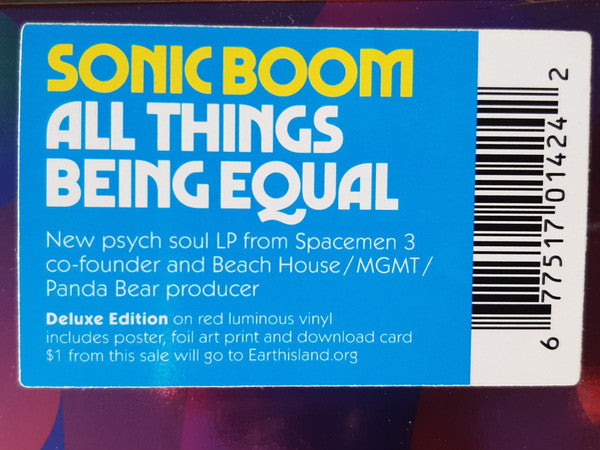 SONIC BOOM
ALL THINGS
BEING EQUAL
New psych soul LP from Spacemen 3
co-founder and Beach House/MGMT/
Panda Bear producer
Deluxe Edition on red luminous vinyl
includes poster, foil art print and download card
$1 from this sale will go to Earthisland.org
6 77517 01424 2